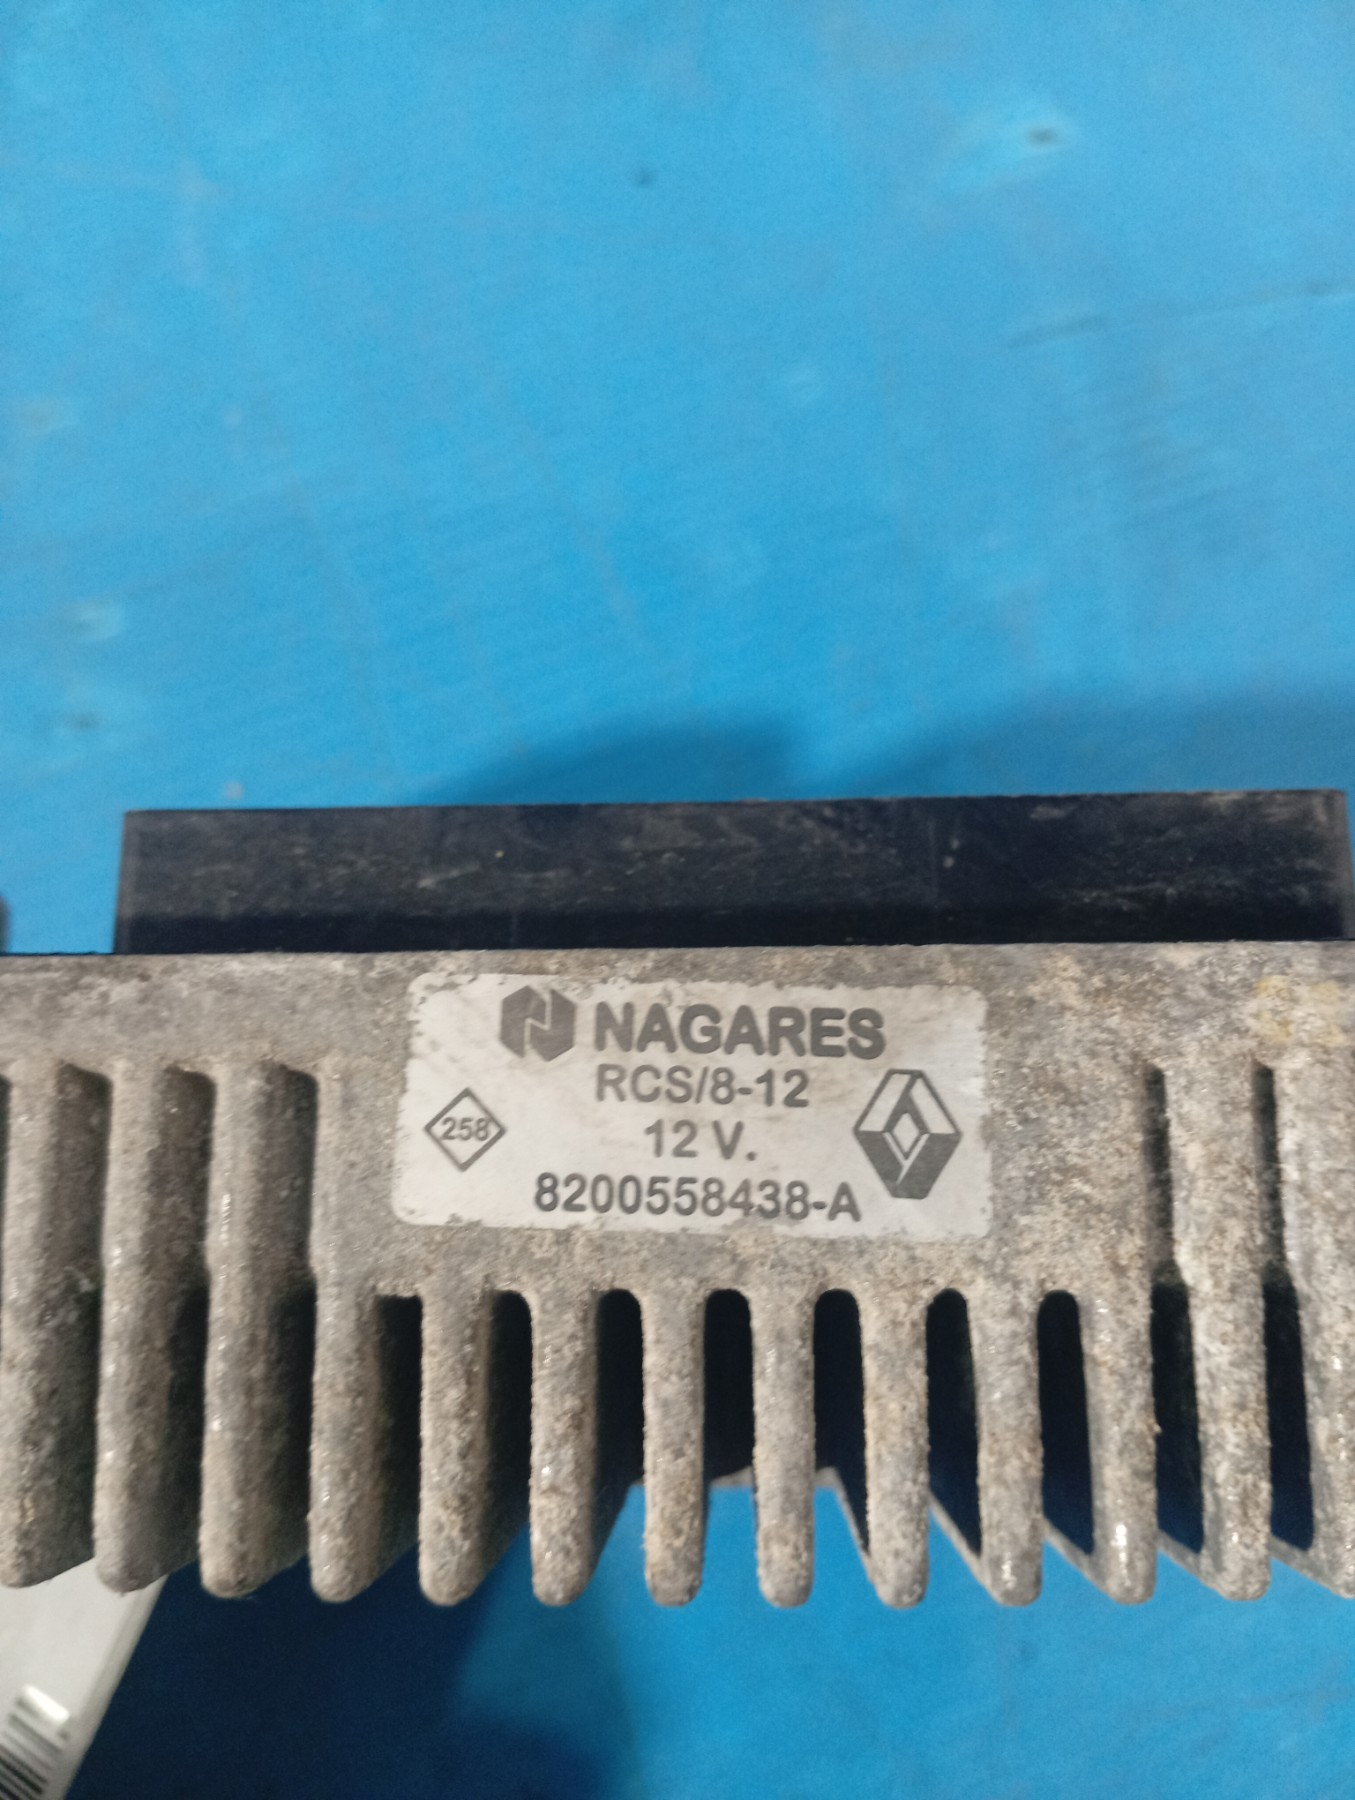 NAGARES
RCS/8-12
258
12 V.
8200558438-A